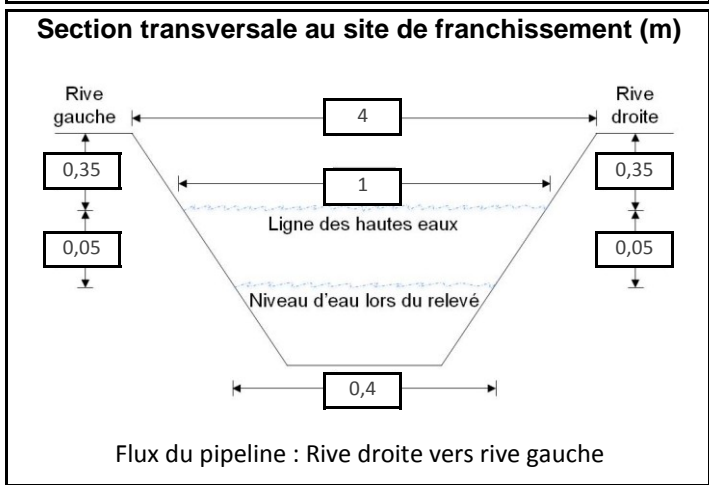 Section transversale au site de franchissement (m)
Rive
gauche
4
Rive
droite
0,35
1
0,35
Ligne des hautes eaux
0,05
0,05
Niveau d'eau lors du relevé
0,4
Flux du pipeline : Rive droite vers rive gauche